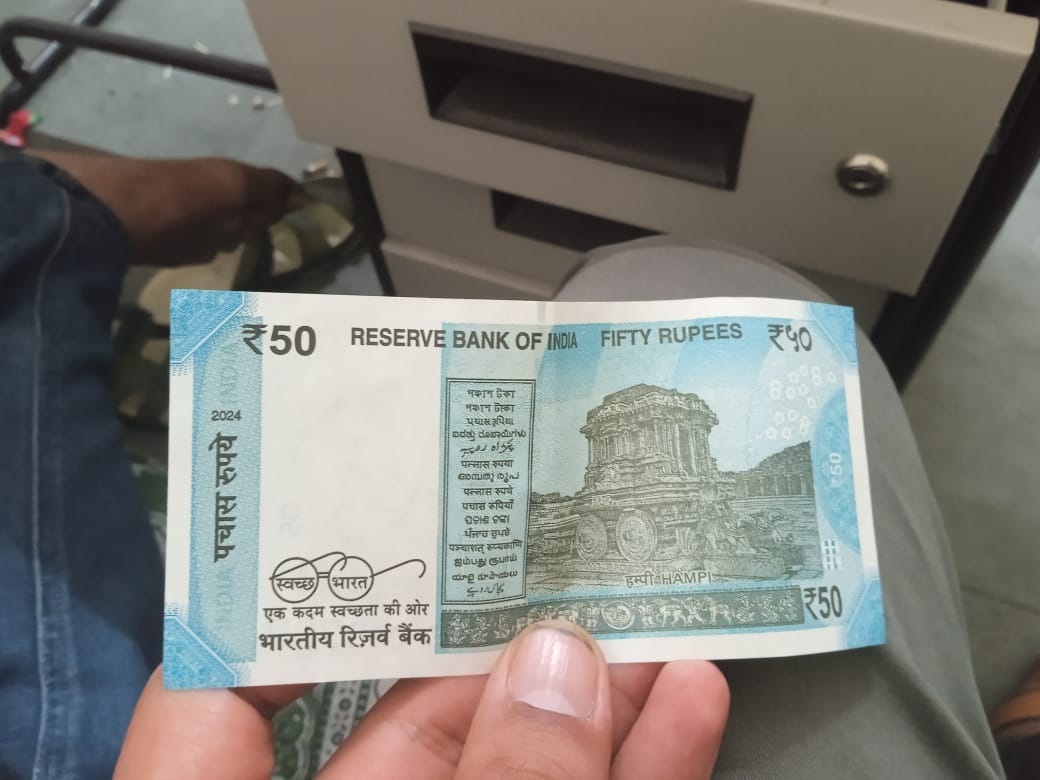 ₹50 RESERVE BANK OF INDIA FIFTY RUPEES ₹५०
2024
पचास रुपये
পঞ্চাশ টকা
পঞ্চাশ টাকা
પચાસ રૂપિયા
ಐವತ್ತು ರೂಪಾಯಿಗಳು
पन्नास रुपया
അമ്പതു രൂപ
पन्नास रुपये
पचास रुपियाँ
ପଚାଶ ଟଙ୍କା
ਪੰਜਾਹ ਰੁਪਏ
पञ्चाशत् रुप्यकाणि
ஐம்பது ரூபாய்
యాభై రూపాయలు
हम्पी HAMPI
₹50
₹50
स्वच्छ भारत
एक कदम स्वच्छता की ओर
भारतीय रिज़र्व बैंक